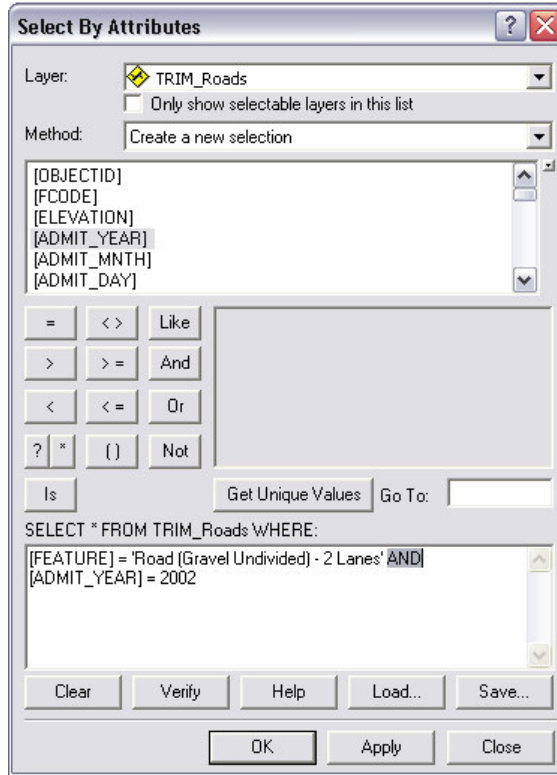 Select By Attributes ?
Layer: TRIM_Roads
Only show selectable layers in this list
Method: Create a new selection
[OBJECTID]
[FCODE]
[ELEVATION]
[ADMIT_YEAR]
[ADMIT_MNTH]
[ADMIT_DAY]
= < > Like
> > = And
< < = Or
? * ( ) Not
Is Get Unique Values Go To:
SELECT * FROM TRIM_Roads WHERE:
[FEATURE] = 'Road (Gravel Undivided) - 2 Lanes' AND
[ADMIT_YEAR] = 2002
Clear Verify Help Load... Save...
OK Apply Close